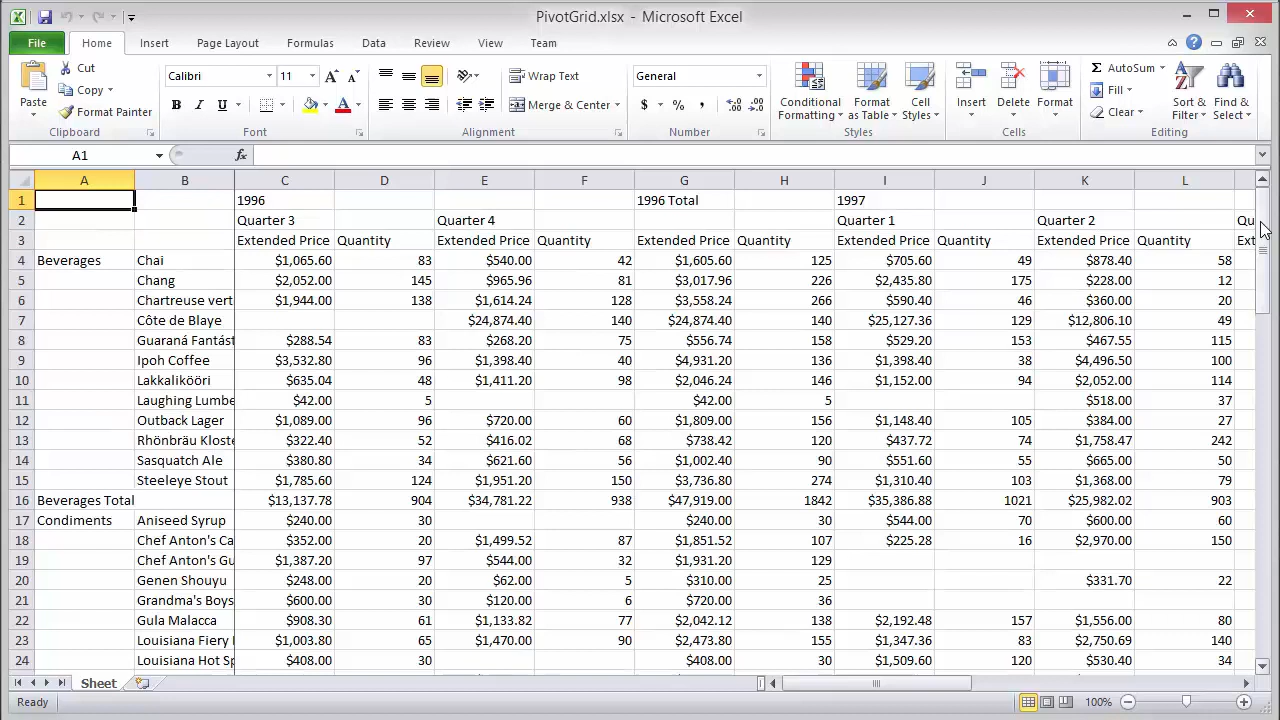 PivotGrid.xlsx - Microsoft Excel
File Home Insert Page Layout Formulas Data Review View Team
Paste Cut Copy Format Painter Clipboard
Calibri 11 B I U A A A Font
Wrap Text Merge & Center Alignment
General $ % , Number
Conditional Formatting Format as Table Cell Styles Styles
Insert Delete Format Cells
AutoSum Fill Clear Sort & Filter Find & Select Editing
A1 fx
A B C D E F G H I J K L
1 1996 1996 Total 1997
2 Quarter 3 Quarter 4 Quarter 1 Quarter 2 Qu
3 Extended Price Quantity Extended Price Quantity Extended Price Quantity Extended Price Quantity Extended Price Quantity Ext
4 Beverages Chai $1,065.60 83 $540.00 42 $1,605.60 125 $705.60 49 $878.40 58
5 Chang $2,052.00 145 $965.96 81 $3,017.96 226 $2,435.80 175 $228.00 12
6 Chartreuse vert $1,944.00 138 $1,614.24 128 $3,558.24 266 $590.40 46 $360.00 20
7 Côte de Blaye $24,874.40 140 $24,874.40 140 $25,127.36 129 $12,806.10 49
8 Guaraná Fantást $288.54 83 $268.20 75 $556.74 158 $529.20 153 $467.55 115
9 Ipoh Coffee $3,532.80 96 $1,398.40 40 $4,931.20 136 $1,398.40 38 $4,496.50 100
10 Lakkalikööri $635.04 48 $1,411.20 98 $2,046.24 146 $1,152.00 94 $2,052.00 114
11 Laughing Lumbe $42.00 5 $42.00 5 $518.00 37
12 Outback Lager $1,089.00 96 $720.00 60 $1,809.00 156 $1,148.40 105 $384.00 27
13 Rhönbräu Kloste $322.40 52 $416.02 68 $738.42 120 $437.72 74 $1,758.47 242
14 Sasquatch Ale $380.80 34 $621.60 56 $1,002.40 90 $551.60 55 $665.00 50
15 Steeleye Stout $1,785.60 124 $1,951.20 150 $3,736.80 274 $1,310.40 103 $1,368.00 79
16 Beverages Total $13,137.78 904 $34,781.22 938 $47,919.00 1842 $35,386.88 1021 $25,982.02 903
17 Condiments Aniseed Syrup $240.00 30 $240.00 30 $544.00 70 $600.00 60
18 Chef Anton's Ca $352.00 20 $1,499.52 87 $1,851.52 107 $225.28 16 $2,970.00 150
19 Chef Anton's Gu $1,387.20 97 $544.00 32 $1,931.20 129
20 Genen Shouyu $248.00 20 $62.00 5 $310.00 25 $331.70 22
21 Grandma's Boys $600.00 30 $120.00 6 $720.00 36
22 Gula Malacca $908.30 61 $1,133.82 77 $2,042.12 138 $2,192.48 157 $1,556.00 80
23 Louisiana Fiery $1,003.80 65 $1,470.00 90 $2,473.80 155 $1,347.36 83 $2,750.69 140
24 Louisiana Hot Sp $408.00 30 $408.00 30 $1,509.60 120 $530.40 34
Sheet
Ready 100%